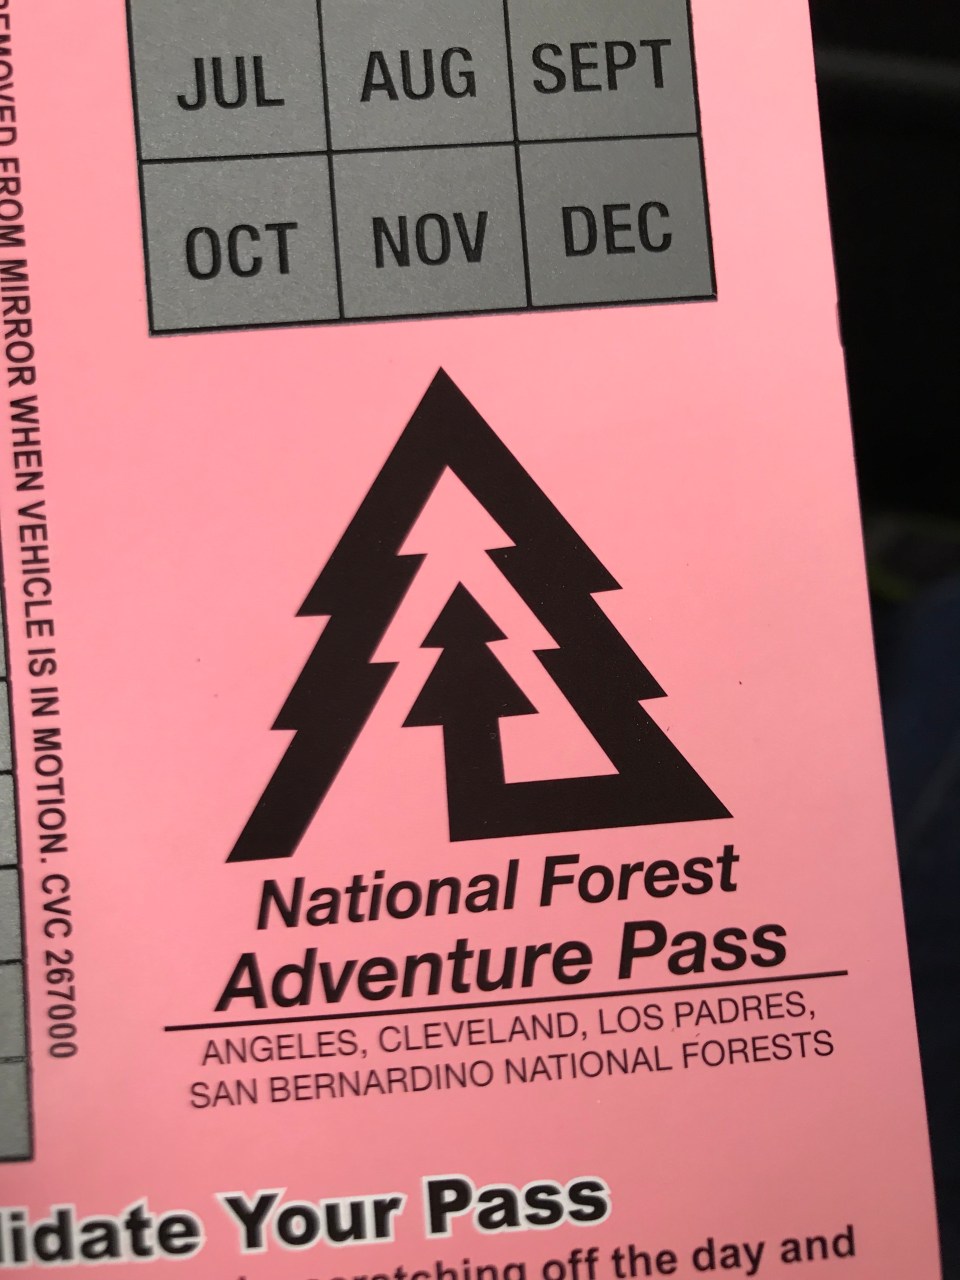 JUL AUG SEPT
OCT NOV DEC
REMOVED FROM MIRROR WHEN VEHICLE IS IN MOTION. CVC 267000
National Forest
Adventure Pass
ANGELES, CLEVELAND, LOS PADRES,
SAN BERNARDINO NATIONAL FORESTS
lidate Your Pass
scratching off the day and